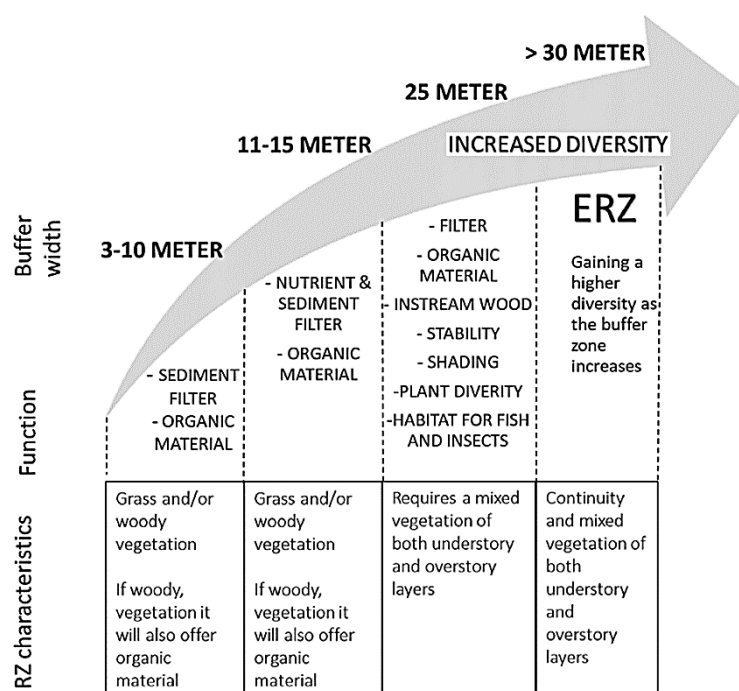 > 30 METER
25 METER
11-15 METER
INCREASED DIVERSITY
3-10 METER
Buffer
width
Function
RZ characteristics
- SEDIMENT
FILTER
- ORGANIC
MATERIAL
- NUTRIENT &
SEDIMENT
FILTER
- ORGANIC
MATERIAL
- FILTER
- ORGANIC
MATERIAL
- INSTREAM WOOD
- STABILITY
- SHADING
-PLANT DIVERITY
-HABITAT FOR FISH
AND INSECTS
ERZ
Gaining a
higher
diversity as
the buffer
zone
increases
Grass and/or
woody
vegetation
If woody,
vegetation it
will also offer
organic
material
Grass and/or
woody
vegetation
If woody,
vegetation it
will also offer
organic
material
Requires a mixed
vegetation of
both understory
and overstory
layers
Continuity
and mixed
vegetation of
both
understory
and
overstory
layers